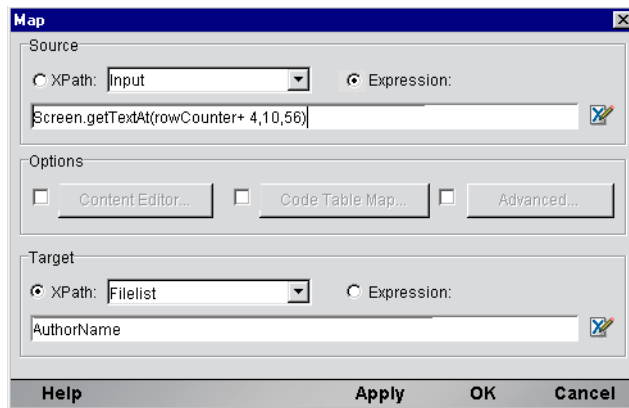 Map
Source
XPath: Input Expression:
Screen.getTextAt(rowCounter+ 4,10,56)
Options
Content Editor... Code Table Map... Advanced...
Target
XPath: Filelist Expression:
AuthorName
Help Apply OK Cancel